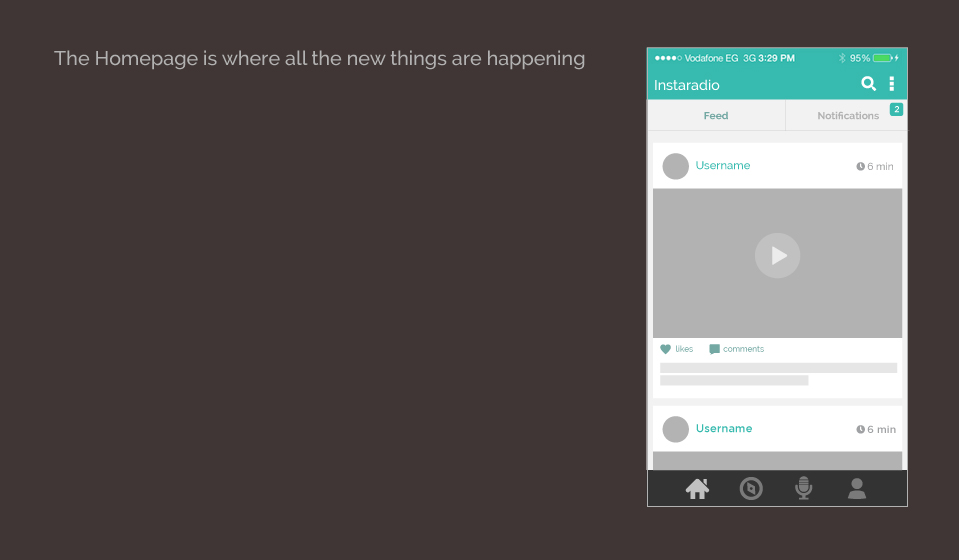 The Homepage is where all the new things are happening
Vodafone EG 3G 3:29 PM 95%
Instaradio
Feed
Notifications 2
Username 6 min
likes comments
Username 6 min